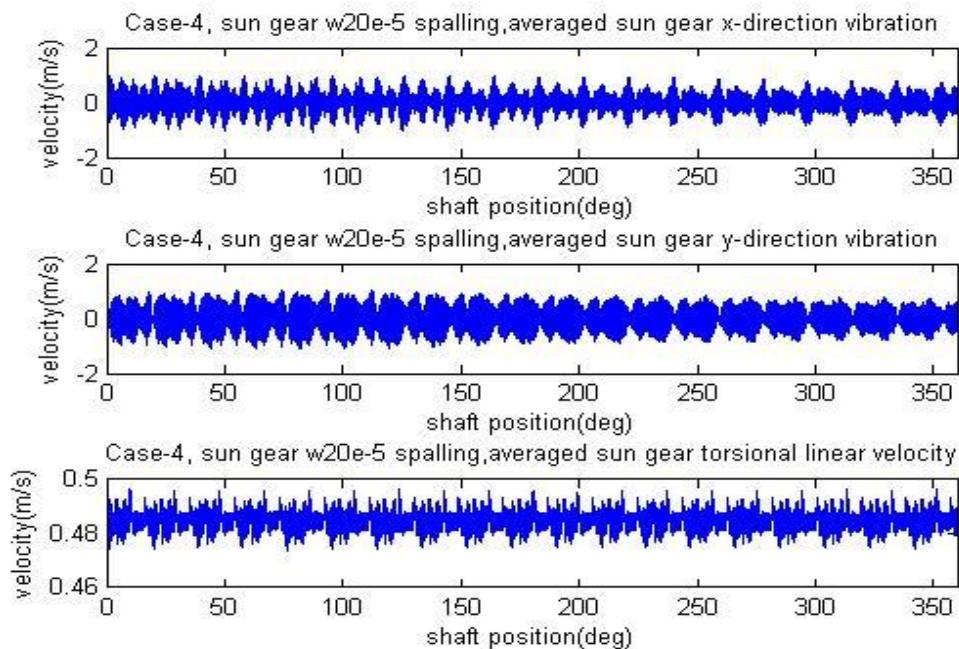 Case-4, sun gear w20e-5 spalling,averaged sun gear x-direction vibration
2
0
-2
velocity(m/s)
0 50 100 150 200 250 300 350
shaft position(deg)
Case-4, sun gear w20e-5 spalling,averaged sun gear y-direction vibration
2
0
-2
velocity(m/s)
0 50 100 150 200 250 300 350
shaft position(deg)
Case-4, sun gear w20e-5 spalling,averaged sun gear torsional linear velocity
0.5
0.48
0.46
velocity(m/s)
0 50 100 150 200 250 300 350
shaft position(deg)